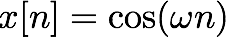 x[n] = cos(ωn)